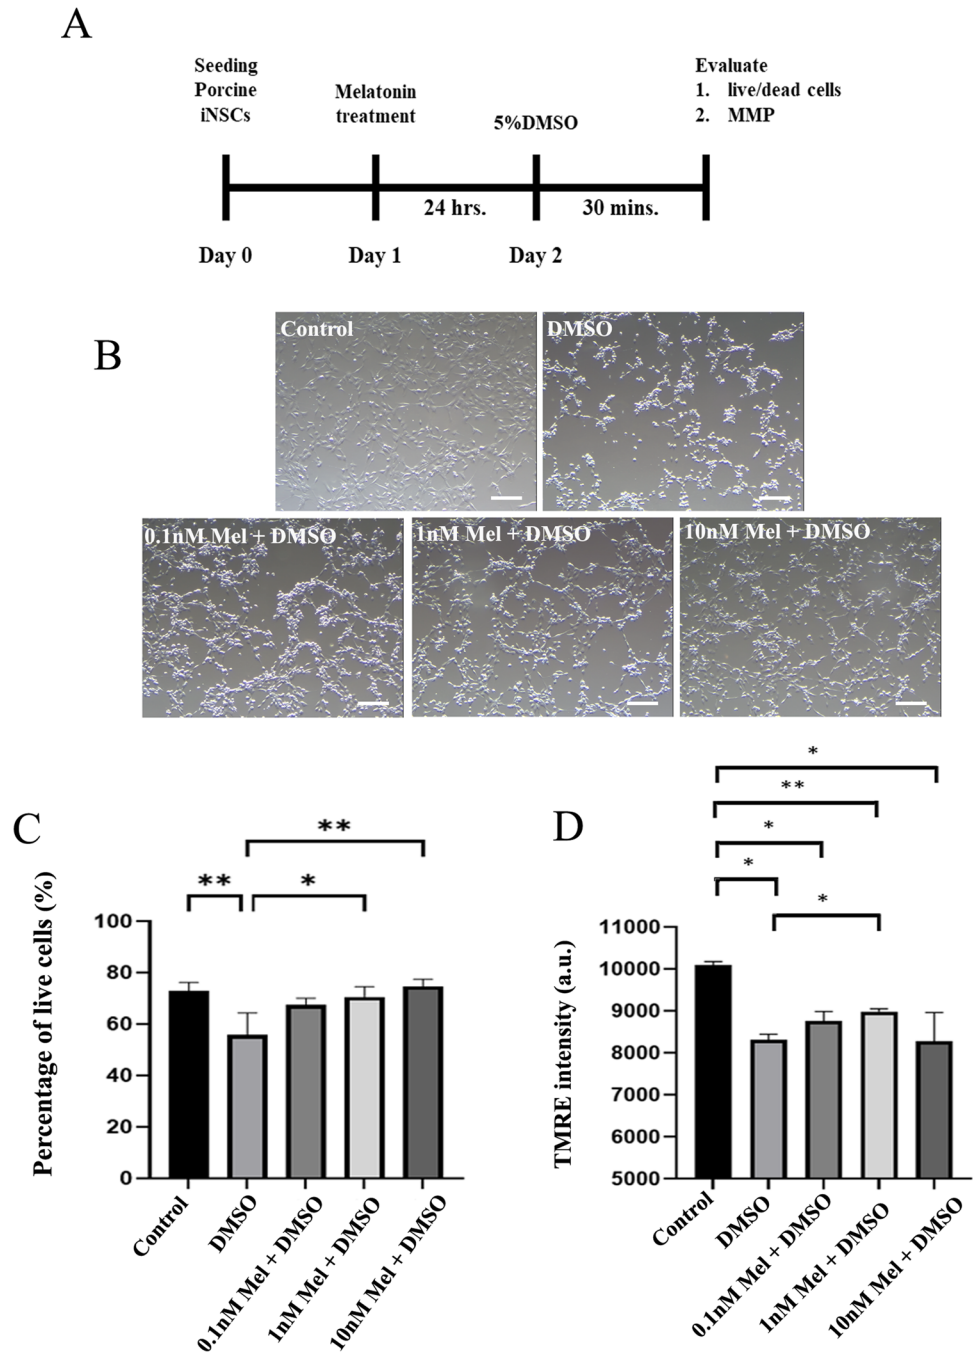 A
Seeding
Porcine
iNSCs
Melatonin
treatment
5%DMSO
Evaluate
1. live/dead cells
2. MMP
24 hrs.
30 mins.
Day 0
Day 1
Day 2
B
Control
DMSO
0.1nM Mel + DMSO
1nM Mel + DMSO
10nM Mel + DMSO
C
**
**
*
Percentage of live cells (%)
100
80
60
40
20
0
Control
DMSO
0.1nM Mel + DMSO
1nM Mel + DMSO
10nM Mel + DMSO
D
*
**
*
*
*
TMRE intensity (a.u.)
11000
10000
9000
8000
7000
6000
5000
Control
DMSO
0.1nM Mel + DMSO
1nM Mel + DMSO
10nM Mel + DMSO